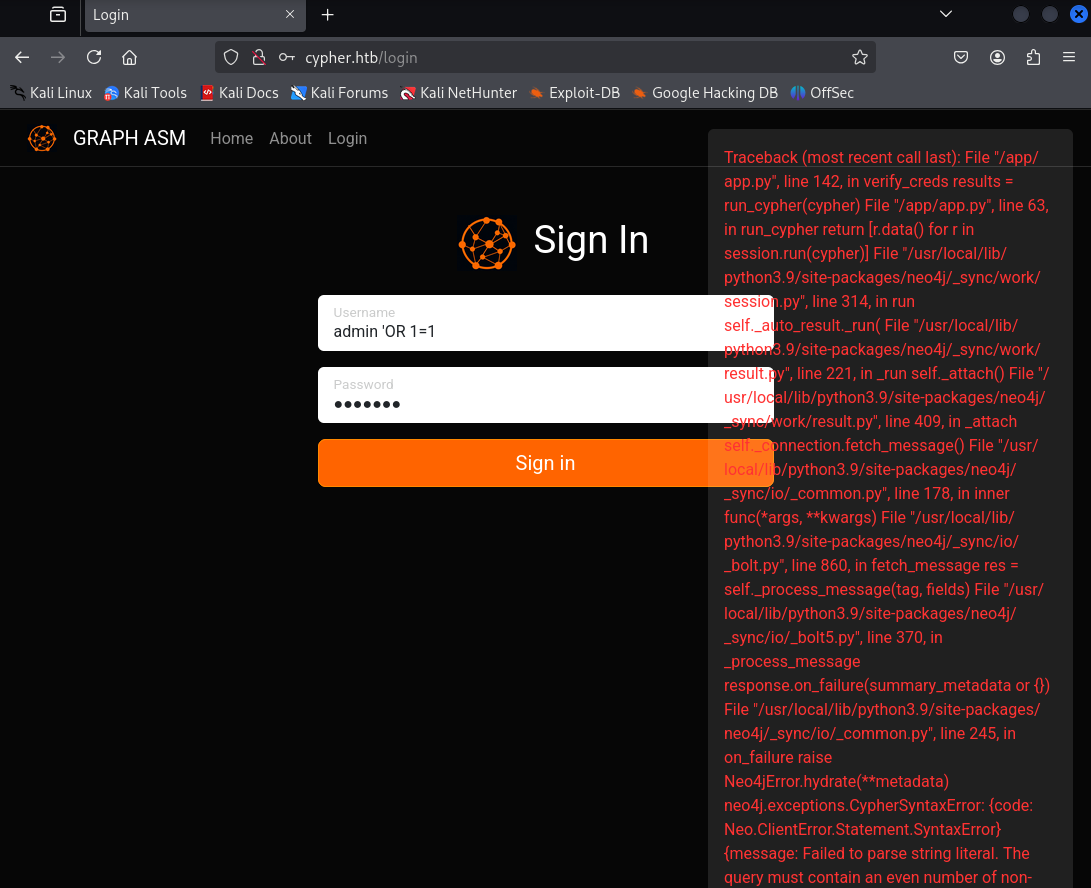 Login
cypher.htb/login
Kali Linux Kali Tools Kali Docs Kali Forums Kali NetHunter Exploit-DB Google Hacking DB OffSec
GRAPH ASM Home About Login
Sign In
Username
admin 'OR 1=1
Password
Sign in
Traceback (most recent call last): File "/app/
app.py", line 142, in verify_creds results =
run_cypher(cypher) File "/app/app.py", line 63,
in run_cypher return [r.data() for r in
session.run(cypher)] File "/usr/local/lib/
python3.9/site-packages/neo4j/_sync/work/
session.py", line 314, in run
self._auto_result._run( File "/usr/local/lib/
python3.9/site-packages/neo4j/_sync/work/
result.py", line 221, in _run self._attach() File "/
usr/local/lib/python3.9/site-packages/neo4j/
_sync/work/result.py", line 409, in _attach
self._connection.fetch_message() File "/usr/
local/lib/python3.9/site-packages/neo4j/
_sync/io/_common.py", line 178, in inner
func(*args, **kwargs) File "/usr/local/lib/
python3.9/site-packages/neo4j/_sync/io/
_bolt.py", line 860, in fetch_message res =
self._process_message(tag, fields) File "/usr/
local/lib/python3.9/site-packages/neo4j/
_sync/io/_bolt5.py", line 370, in
_process_message
response.on_failure(summary_metadata or {})
File "/usr/local/lib/python3.9/site-packages/
neo4j/_sync/io/_common.py", line 245, in
on_failure raise
Neo4jError.hydrate(**metadata)
neo4j.exceptions.CypherSyntaxError: {code:
Neo.ClientError.Statement.SyntaxError}
{message: Failed to parse string literal. The
query must contain an even number of non-